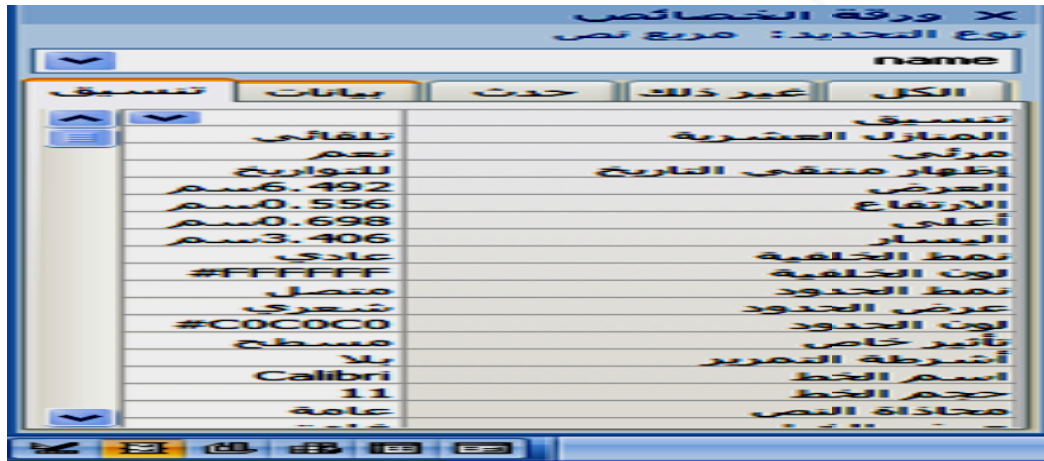 ورقة الخصائص
نوع التحديد: مربع نص
name
الكل غير ذلك حدث بيانات تنسيق
تنسيق
المنازل العشرية تلقائي
مرئي نعم
إظهار منتقى التاريخ للتواريخ
العرض 6.492سم
الارتفاع 0.556سم
أعلى 0.698سم
اليسار 3.406سم
نمط الخلفية عادي
لون الخلفية #FFFFFF
نمط الحدود متصل
عرض الحدود شعري
لون الحدود #C0C0C0
تأثير خاص مسطح
أشرطة التمرير بلا
اسم الخط Calibri
حجم الخط 11
محاذاة النص عامة